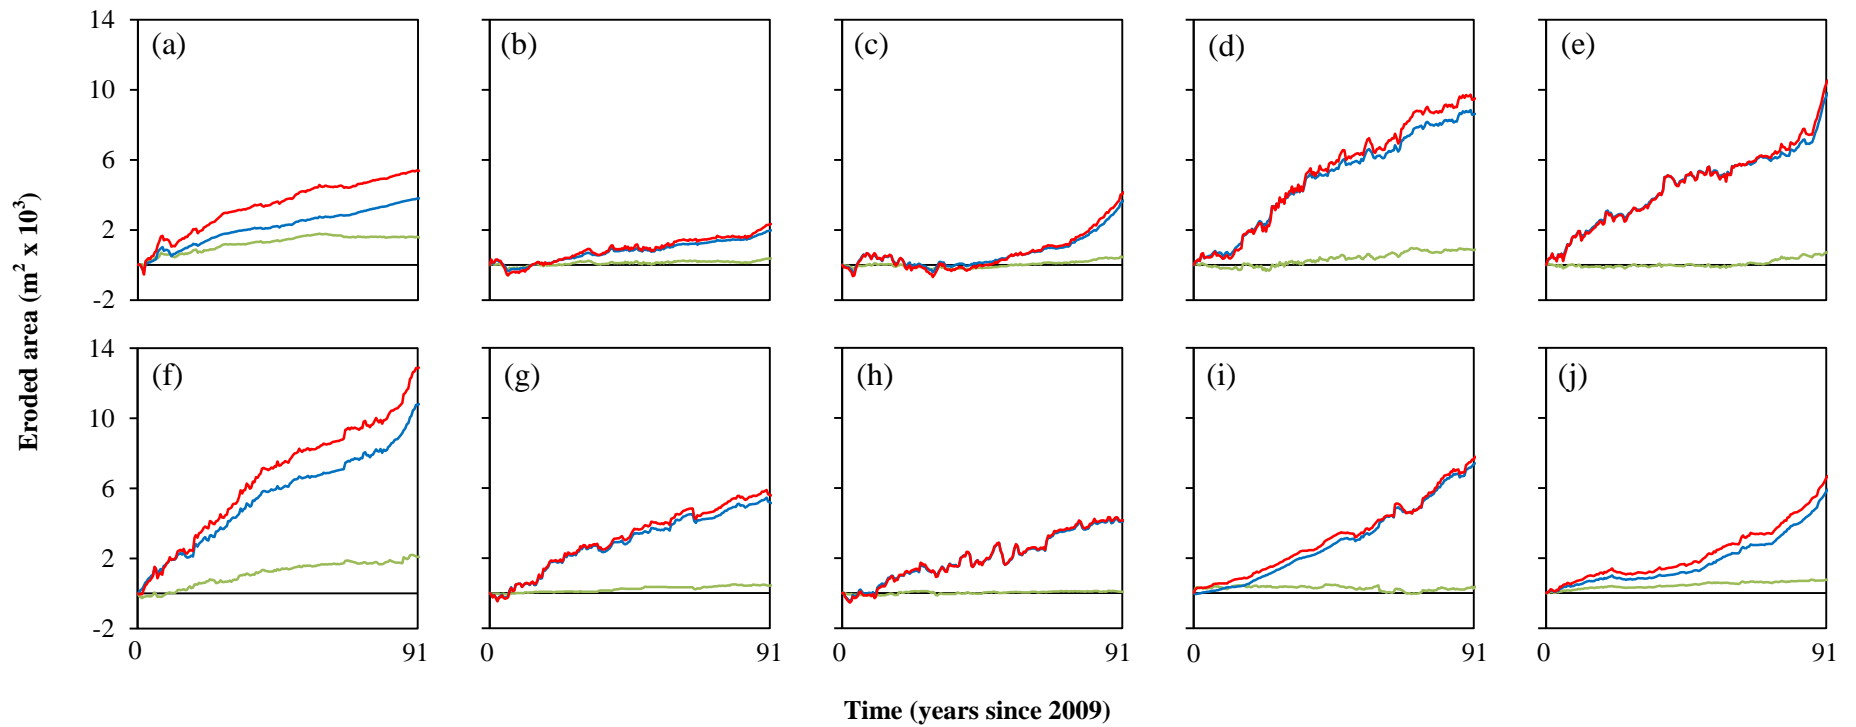 Eroded area (m² x 10³)
14
10
6
2
-2
(a)
(b)
(c)
(d)
(e)
14
10
6
2
-2
(f)
(g)
(h)
(i)
(j)
0 91 0 91 0 91 0 91 0 91
Time (years since 2009)